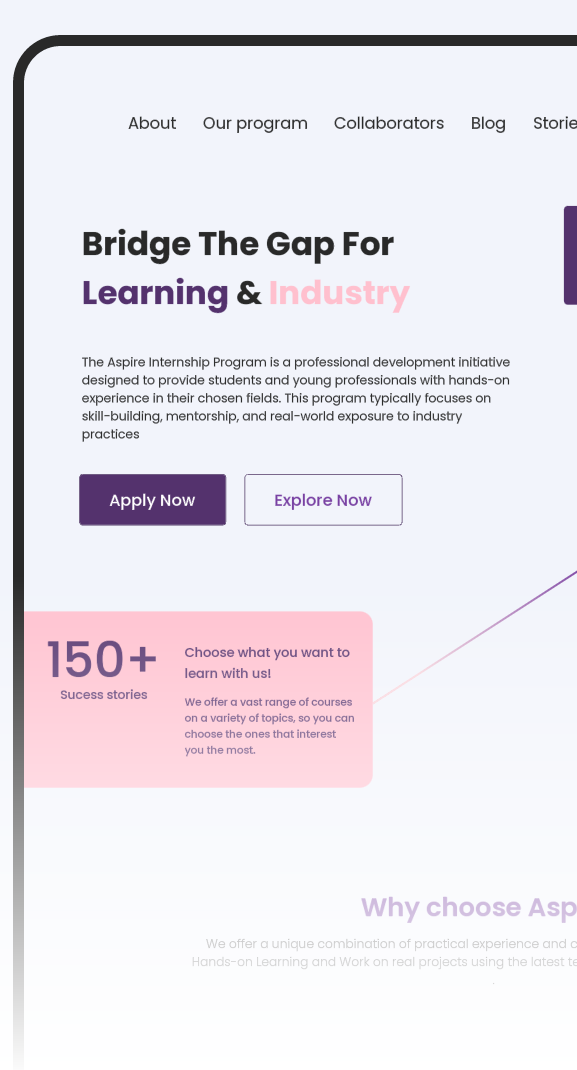 About Our program Collaborators Blog Storie
Bridge The Gap For
Learning & Industry
The Aspire Internship Program is a professional development initiative
designed to provide students and young professionals with hands-on
experience in their chosen fields. This program typically focuses on
skill-building, mentorship, and real-world exposure to industry
practices
Apply Now Explore Now
150+
Sucess stories
Choose what you want to
learn with us!
We offer a vast range of courses
on a variety of topics, so you can
choose the ones that interest
you the most.
Why choose Asp
We offer a unique combination of practical experience and c
Hands-on Learning and Work on real projects using the latest te
.